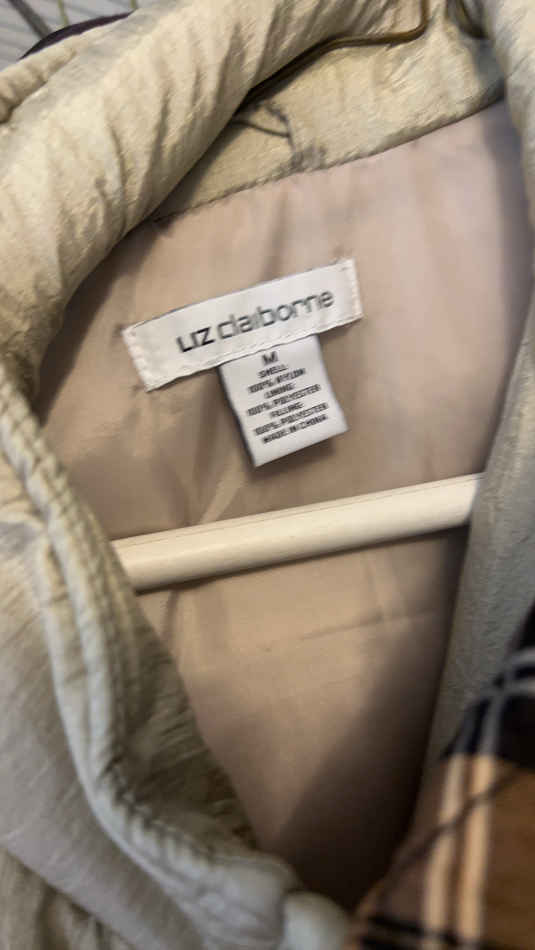 LIZ claiborne
M
SHELL:
100% NYLON
LINING:
100% POLYESTER
FILLING:
100% POLYESTER
MADE IN CHINA